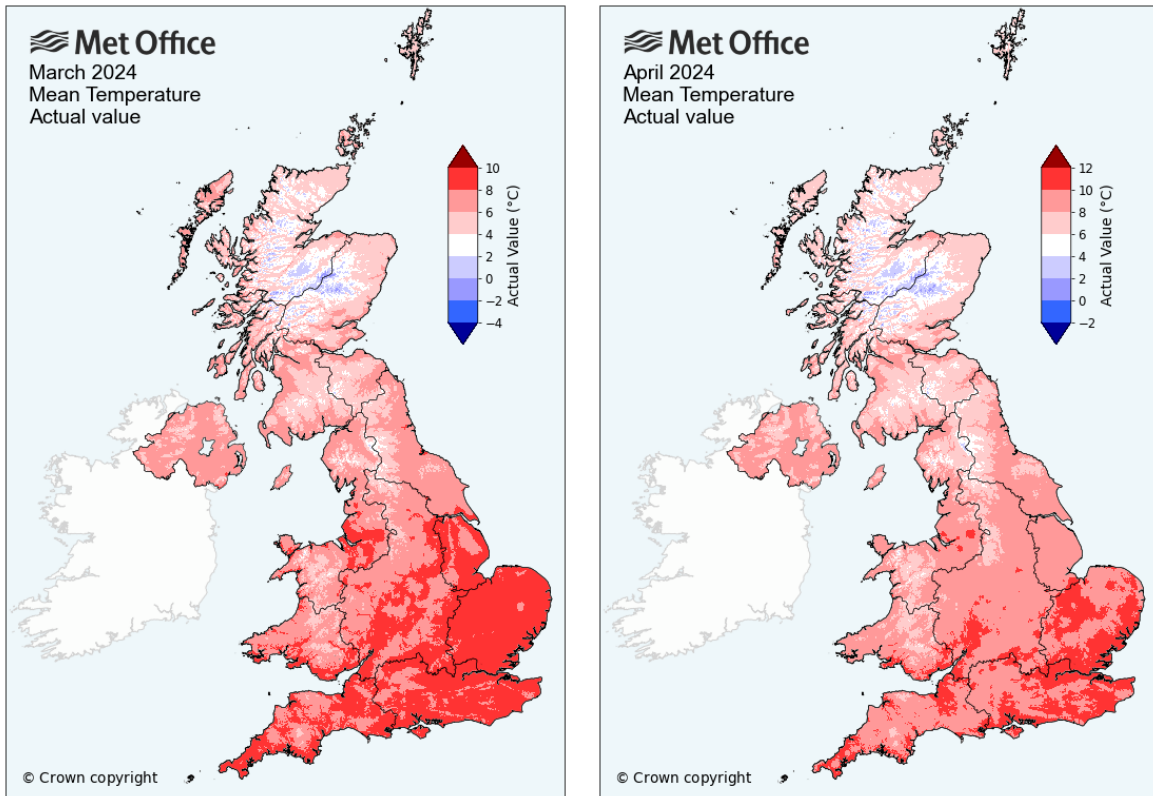 Met Office
March 2024
Mean Temperature
Actual value
10
8
6
4
2
0
−2
−4
Actual Value (°C)
© Crown copyright
Met Office
April 2024
Mean Temperature
Actual value
12
10
8
6
4
2
0
−2
Actual Value (°C)
© Crown copyright